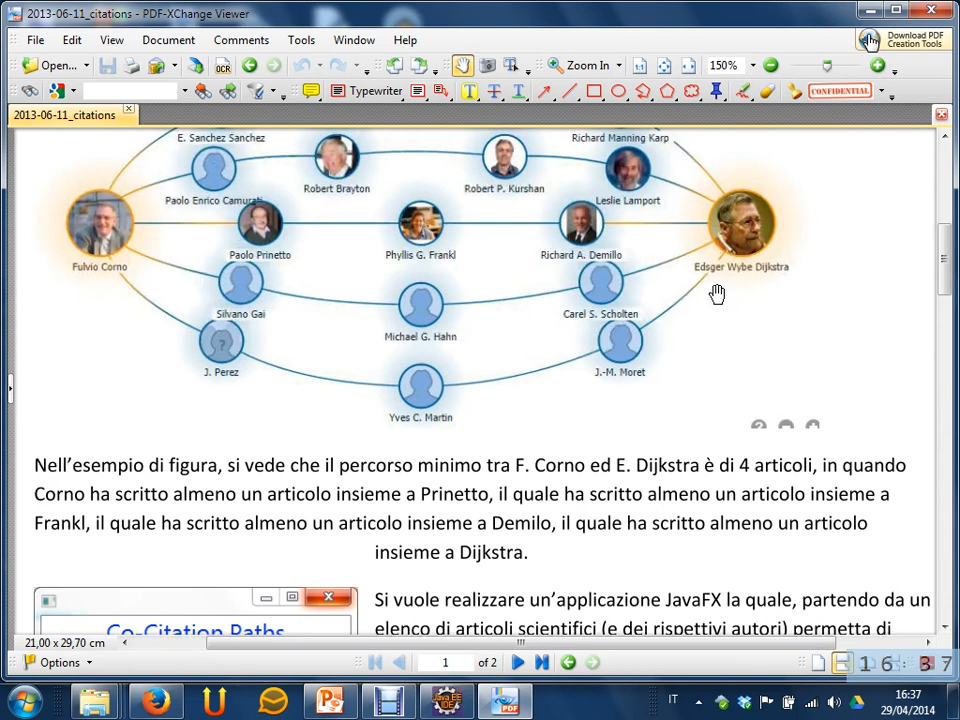 2013-06-11_citations - PDF-XChange Viewer
File Edit View Document Comments Tools Window Help
Download PDF
Creation Tools
Open... OCR Zoom In 150%
Typewriter CONFIDENTIAL
2013-06-11_citations
E. Sanchez Sanchez
Richard Manning Karp
Robert Brayton
Robert P. Kurshan
Paolo Enrico Camurati
Leslie Lamport
Fulvio Corno
Paolo Prinetto
Phyllis G. Frankl
Richard A. Demillo
Edsger Wybe Dijkstra
Silvano Gai
Michael G. Hahn
Carel S. Scholten
J. Perez
J.-M. Moret
Yves C. Martin
Nell’esempio di figura, si vede che il percorso minimo tra F. Corno ed E. Dijkstra è di 4 articoli, in quando
Corno ha scritto almeno un articolo insieme a Prinetto, il quale ha scritto almeno un articolo insieme a
Frankl, il quale ha scritto almeno un articolo insieme a Demilo, il quale ha scritto almeno un articolo
insieme a Dijkstra.
Si vuole realizzare un’applicazione JavaFX la quale, partendo da un
Co-Citation Paths
elenco di articoli scientifici (e dei rispettivi autori) permetta di
21,00 x 29,70 cm
Options 1 of 2
16:37
IT 16:37
29/04/2014
Java EE
IDE
PDF